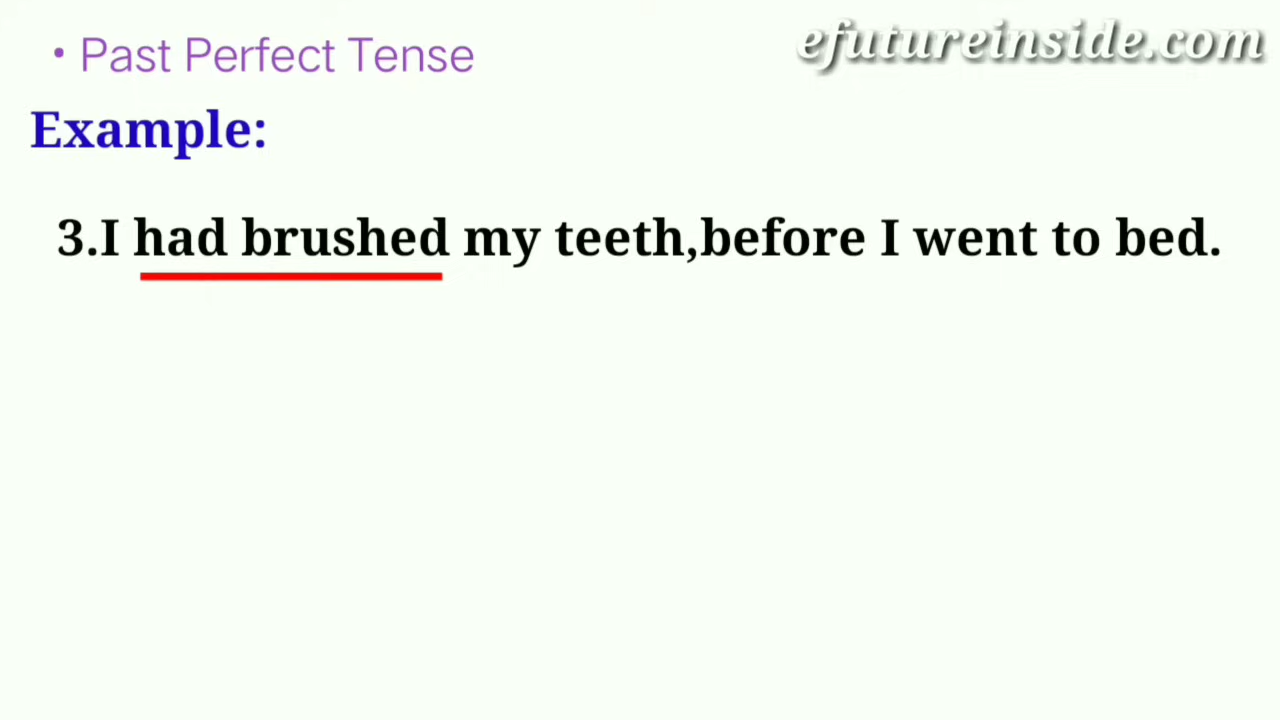 • Past Perfect Tense
efutureinside.com
Example:
3.I had brushed my teeth,before I went to bed.